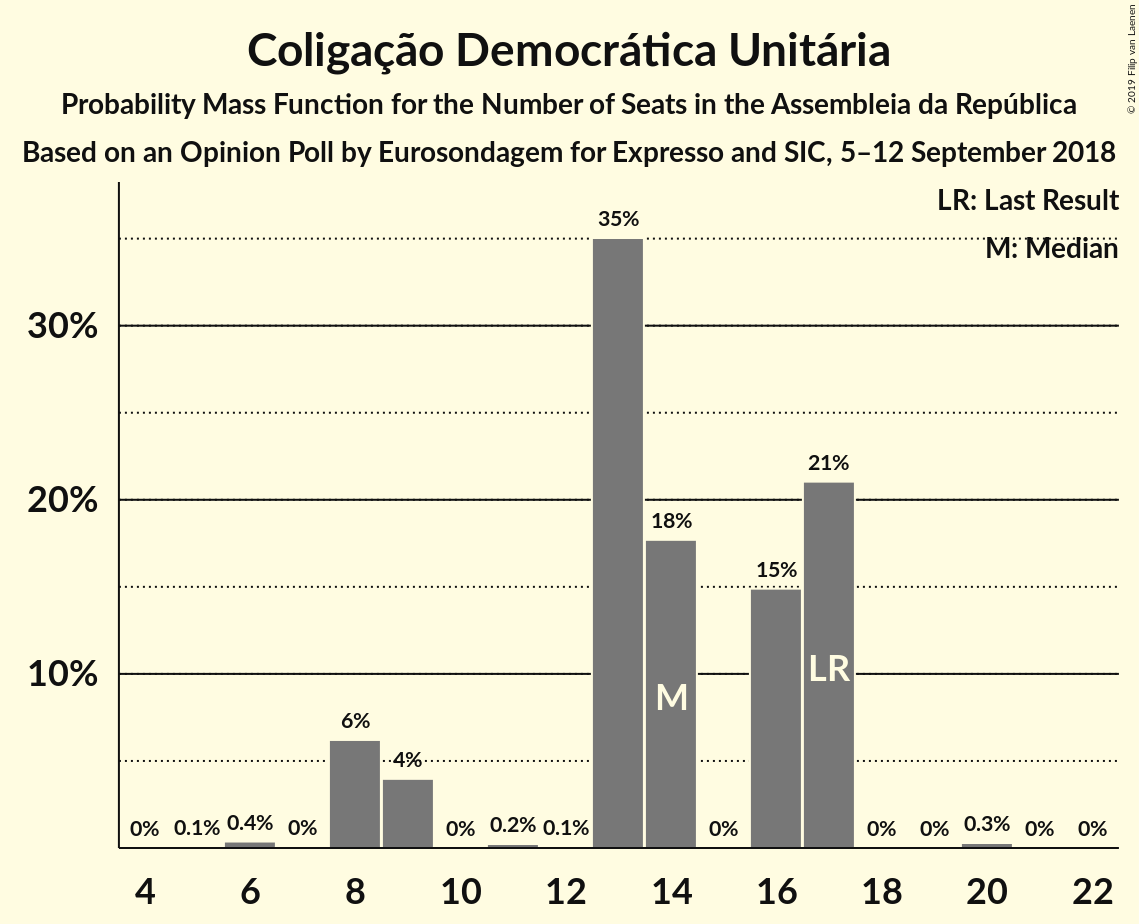 Coligação Democrática Unitária
Probability Mass Function for the Number of Seats in the Assembleia da República
Based on an Opinion Poll by Eurosondagem for Expresso and SIC, 5–12 September 2018
© 2019 Filip van Laenen
LR: Last Result
M: Median
35%
30%
21%
20%
18%
15%
10%
LR
M
6%
4%
0% 0.1% 0.4% 0% 0% 0.2% 0.1% 0% 0% 0% 0.3% 0% 0%
4 6 8 10 12 14 16 18 20 22